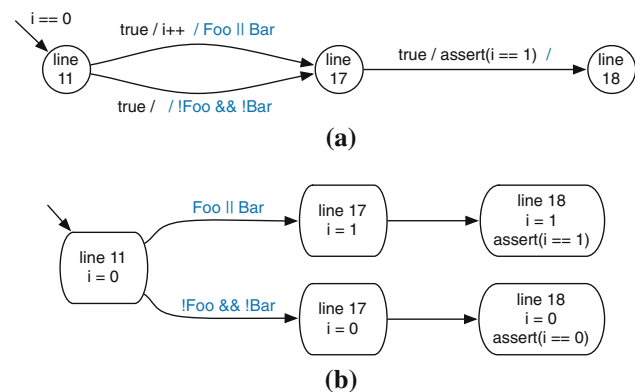 i == 0
true / i++ / Foo || Bar
line
11
line
17
true / assert(i == 1) /
line
18
true / / !Foo && !Bar
(a)
Foo || Bar
line 17
i = 1
line 18
i = 1
assert(i == 1)
line 11
i = 0
!Foo && !Bar
line 17
i = 0
line 18
i = 0
assert(i == 0)
(b)